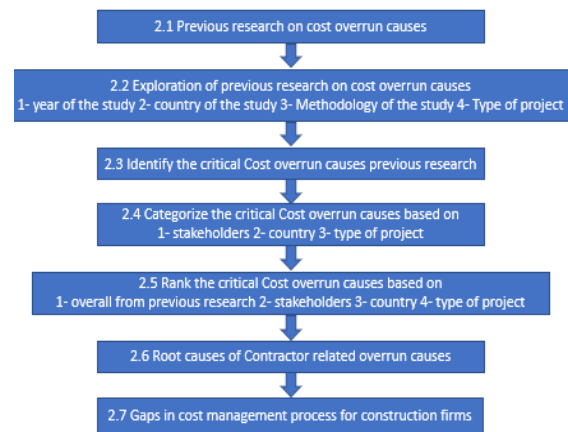 2.1 Previous research on cost overrun causes
2.2 Exploration of previous research on cost overrun causes
1- year of the study 2- country of the study 3- Methodology of the study 4- Type of project
2.3 Identify the critical Cost overrun causes previous research
2.4 Categorize the critical Cost overrun causes based on
1- stakeholders 2- country 3- type of project
2.5 Rank the critical Cost overrun causes based on
1- overall from previous research 2- stakeholders 3- country 4- type of project
2.6 Root causes of Contractor related overrun causes
2.7 Gaps in cost management process for construction firms